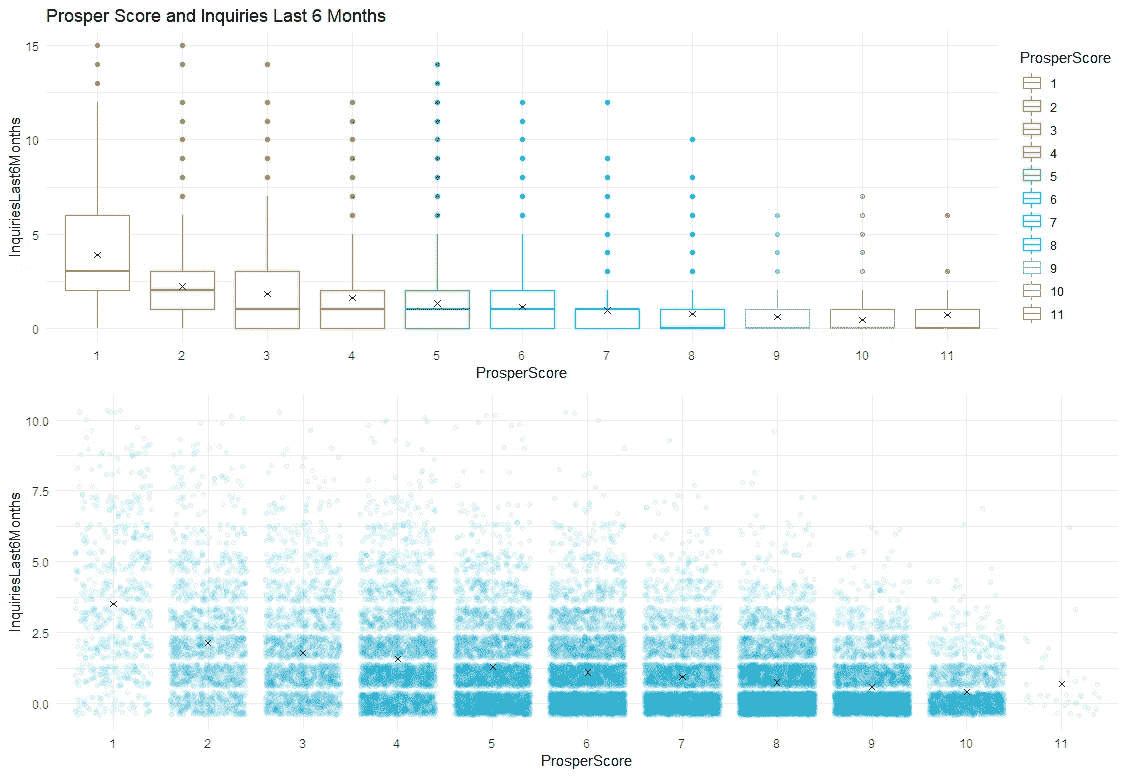 Prosper Score and Inquiries Last 6 Months
InquiriesLast6Months
15
10
5
0
1 2 3 4 5 6 7 8 9 10 11
ProsperScore
ProsperScore
1
2
3
4
5
6
7
8
9
10
11
InquiriesLast6Months
10.0
7.5
5.0
2.5
0.0
1 2 3 4 5 6 7 8 9 10 11
ProsperScore